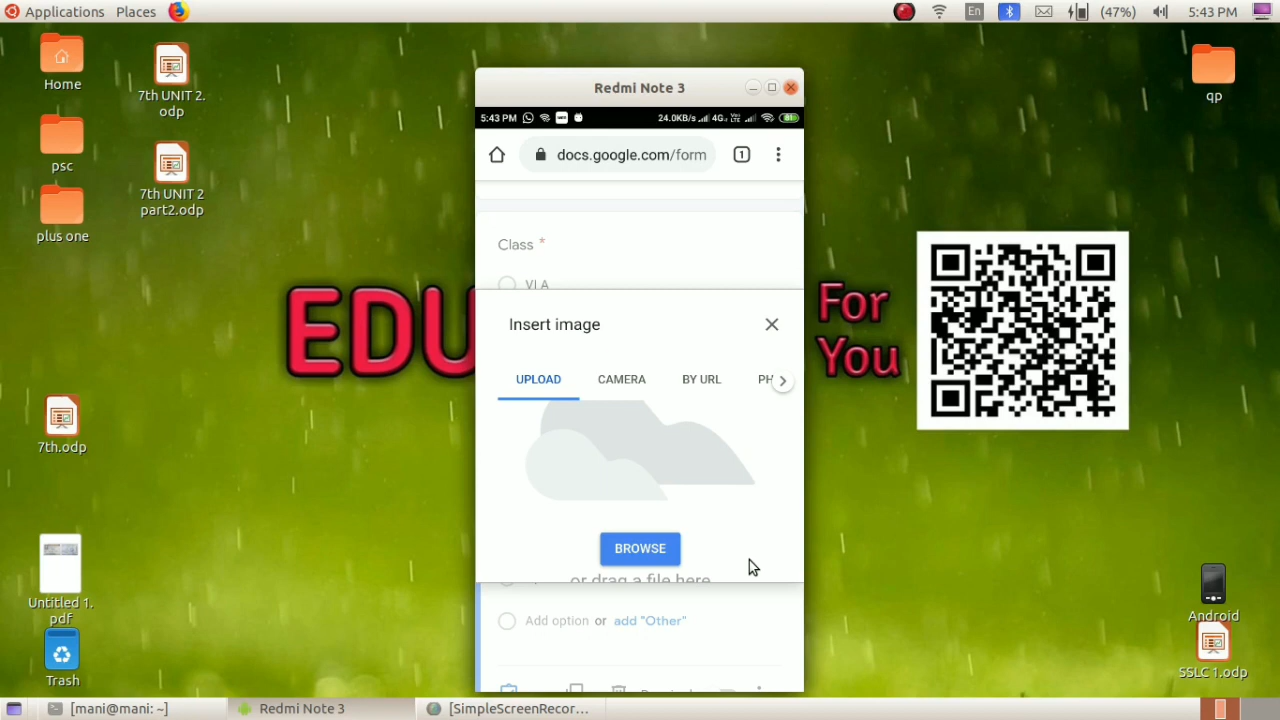 Applications Places
En
(47%)
5:43 PM
Home
psc
plus one
7th UNIT 2.
odp
7th UNIT 2
part2.odp
7th.odp
Untitled 1.
pdf
Trash
qp
Android
SSLC 1.odp
EDU
For
You
Redmi Note 3
5:43 PM
24.0KB/s
4G
81
docs.google.com/form
1
Class *
VI A
Insert image
UPLOAD CAMERA BY URL PH
BROWSE
or drag a file here
Add option or add "Other"
[mani@mani: ~]
Redmi Note 3
[SimpleScreenRecor...